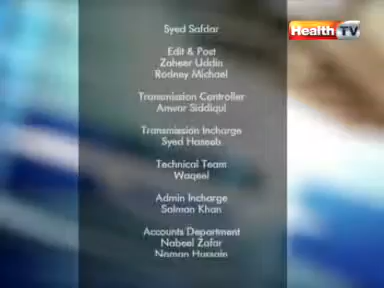 Health TV
Syed Safdar
Edit & Post
Zaheer Uddin
Rodney Michael
Transmission Controller
Anwar Siddiqui
Transmission Incharge
Syed Haseeb
Technical Team
Waqeel
Admin Incharge
Salman Khan
Accounts Department
Nabeel Zafar
Noman Hussain